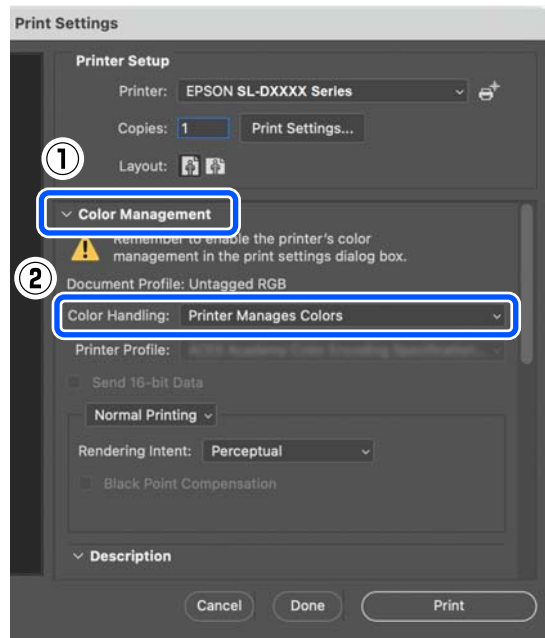 Print Settings
Printer Setup
Printer: EPSON SL-DXXXX Series
Copies: 1 Print Settings...
①
Layout:
Color Management
Remember to enable the printer's color
management in the print settings dialog box.
②
Document Profile: Untagged RGB
Color Handling: Printer Manages Colors
Printer Profile:
Send 16-bit Data
Normal Printing
Rendering Intent: Perceptual
Black Point Compensation
Description
Cancel Done Print